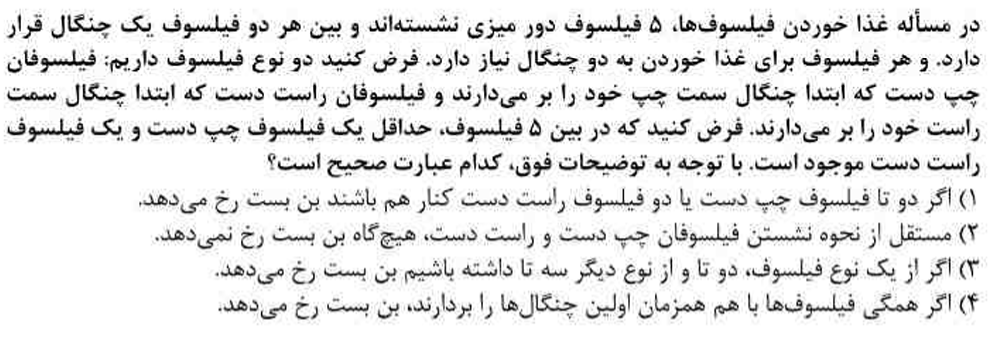 در مسأله غذا خوردن فیلسوف‌ها، ۵ فیلسوف دور میزی نشسته‌اند و بین هر دو فیلسوف یک چنگال قرار
دارد. و هر فیلسوف برای غذا خوردن به دو چنگال نیاز دارد. فرض کنید دو نوع فیلسوف داریم: فیلسوفان
چپ دست که ابتدا چنگال سمت چپ خود را بر می‌دارند و فیلسوفان راست دست که ابتدا چنگال سمت
راست خود را بر می‌دارند. فرض کنید که در بین ۵ فیلسوف، حداقل یک فیلسوف چپ دست و یک فیلسوف
راست دست موجود است. با توجه به توضیحات فوق، کدام عبارت صحیح است؟
۱) اگر دو تا فیلسوف چپ دست یا دو فیلسوف راست دست کنار هم باشند بن بست رخ می‌دهد.
۲) مستقل از نحوه نشستن فیلسوفان چپ دست و راست دست، هیچ‌گاه بن بست رخ نمی‌دهد.
۳) اگر از یک نوع فیلسوف، دو تا و از نوع دیگر سه تا داشته باشیم بن بست رخ می‌دهد.
۴) اگر همگی فیلسوف‌ها با هم همزمان اولین چنگال‌ها را بردارند، بن بست رخ می‌دهد.